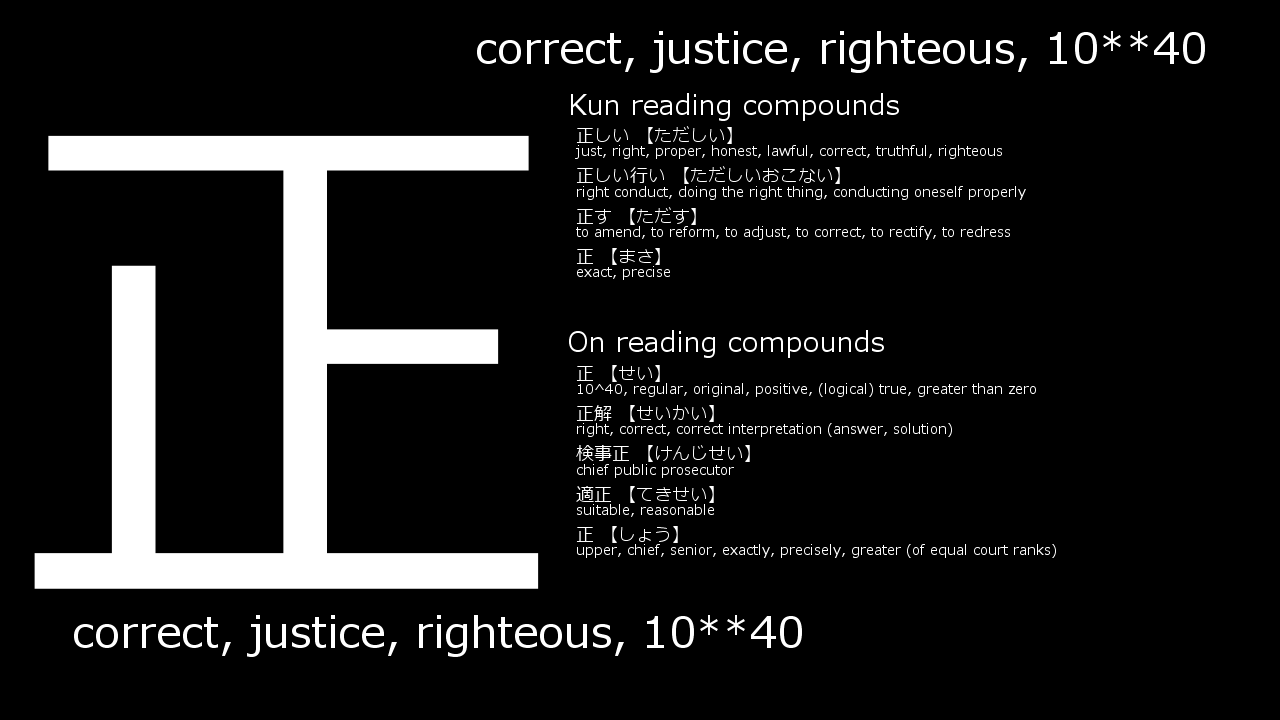 correct, justice, righteous, 10**40
正
Kun reading compounds
正しい 【ただしい】
just, right, proper, honest, lawful, correct, truthful, righteous
正しい行い 【ただしいおこない】
right conduct, doing the right thing, conducting oneself properly
正す 【ただす】
to amend, to reform, to adjust, to correct, to rectify, to redress
正 【まさ】
exact, precise
On reading compounds
正 【せい】
10^40, regular, original, positive, (logical) true, greater than zero
正解 【せいかい】
right, correct, correct interpretation (answer, solution)
検事正 【けんじせい】
chief public prosecutor
適正 【てきせい】
suitable, reasonable
正 【しょう】
upper, chief, senior, exactly, precisely, greater (of equal court ranks)
correct, justice, righteous, 10**40